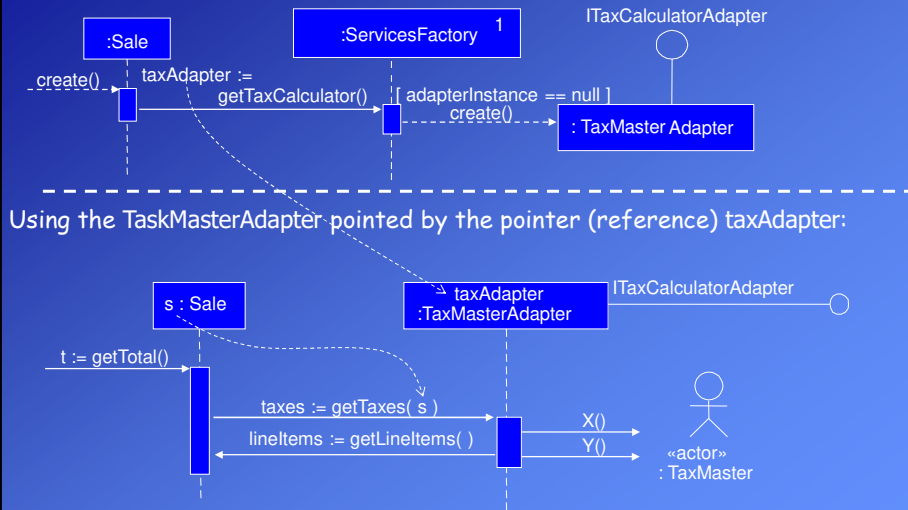 ITaxCalculatorAdapter
:Sale
:ServicesFactory 1
create()
taxAdapter :=
getTaxCalculator()
[ adapterInstance == null ]
create()
: TaxMaster Adapter
Using the TaskMasterAdapter pointed by the pointer (reference) taxAdapter:
s : Sale
taxAdapter
:TaxMasterAdapter
ITaxCalculatorAdapter
t := getTotal()
taxes := getTaxes( s )
lineItems := getLineItems( )
X()
Y()
«actor»
: TaxMaster